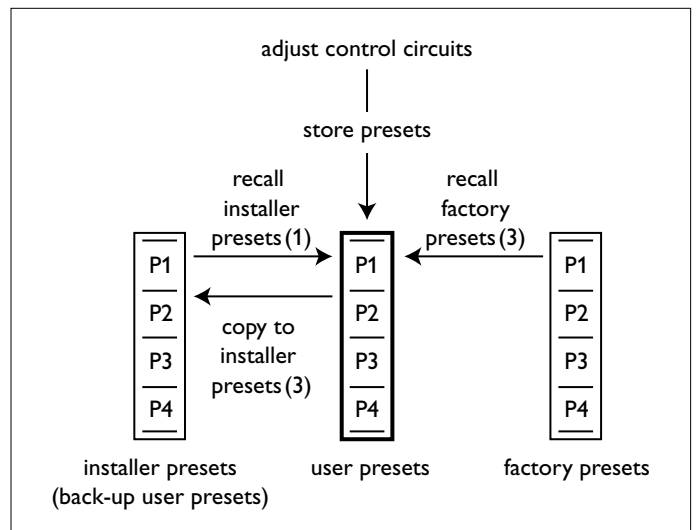 adjust control circuits
store presets
recall
installer
presets (1)
recall
factory
presets (3)
P1
P2
P3
P4
copy to
installer
presets (3)
P1
P2
P3
P4
P1
P2
P3
P4
installer presets
(back-up user presets)
user presets
factory presets